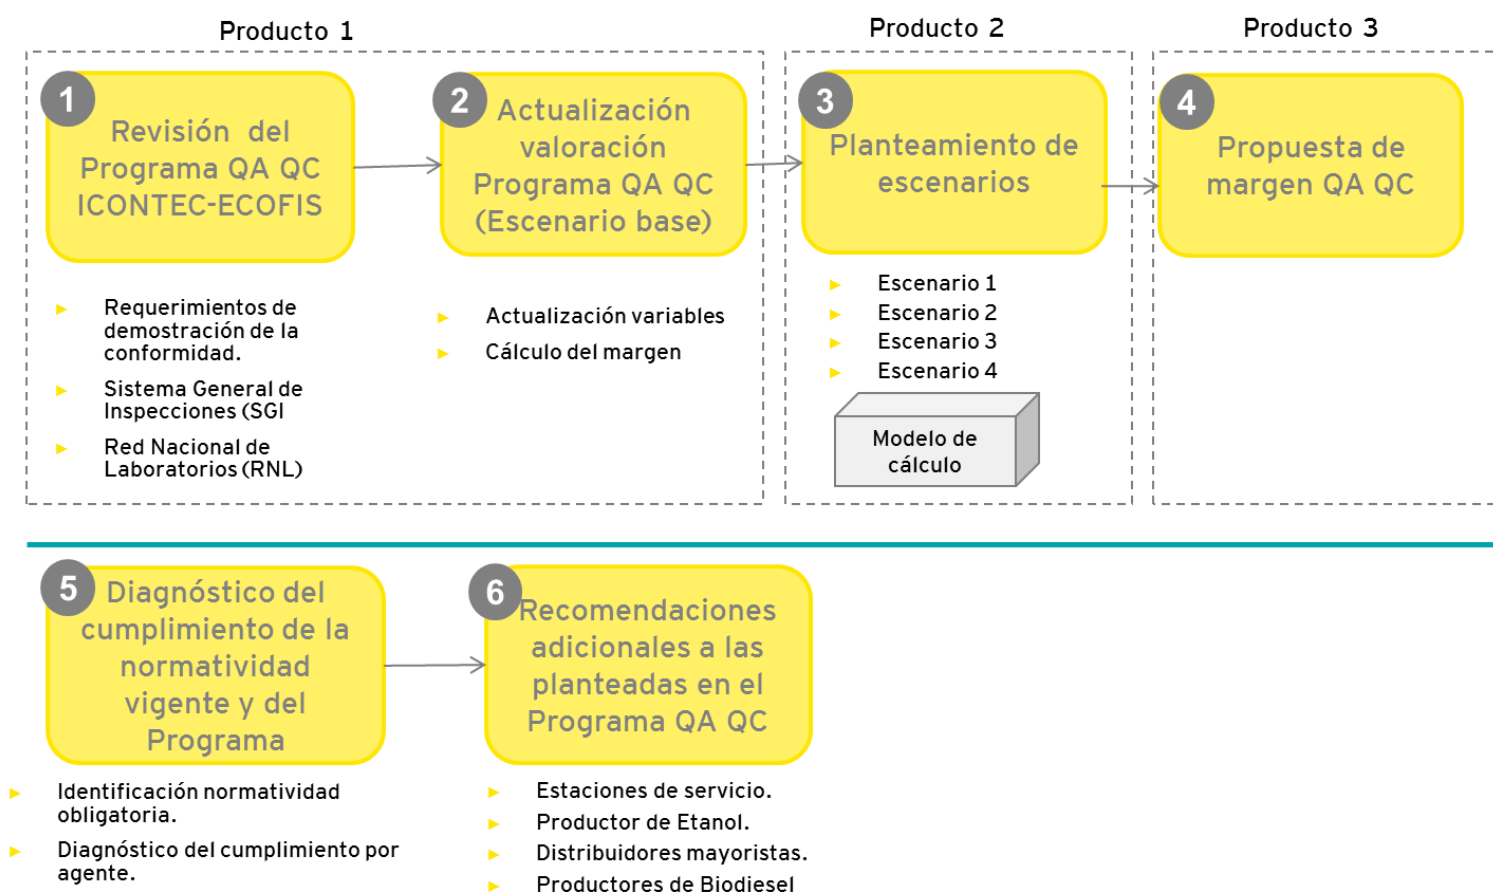 Producto 1
1
Revisión del
Programa QA QC
ICONTEC-ECOFIS
Requerimientos de
demostración de la
conformidad.
Sistema General de
Inspecciones (SGI
Red Nacional de
Laboratorios (RNL)
2
Actualización
valoración
Programa QA QC
(Escenario base)
Actualización variables
Cálculo del margen
Producto 2
3
Planteamiento de
escenarios
Escenario 1
Escenario 2
Escenario 3
Escenario 4
Modelo de
cálculo
Producto 3
4
Propuesta de
margen QA QC
5
Diagnóstico del
cumplimiento de la
normatividad
vigente y del
Programa
Identificación normatividad
obligatoria.
Diagnóstico del cumplimiento por
agente.
6
Recomendaciones
adicionales a las
planteadas en el
Programa QA QC
Estaciones de servicio.
Productor de Etanol.
Distribuidores mayoristas.
Productores de Biodiesel